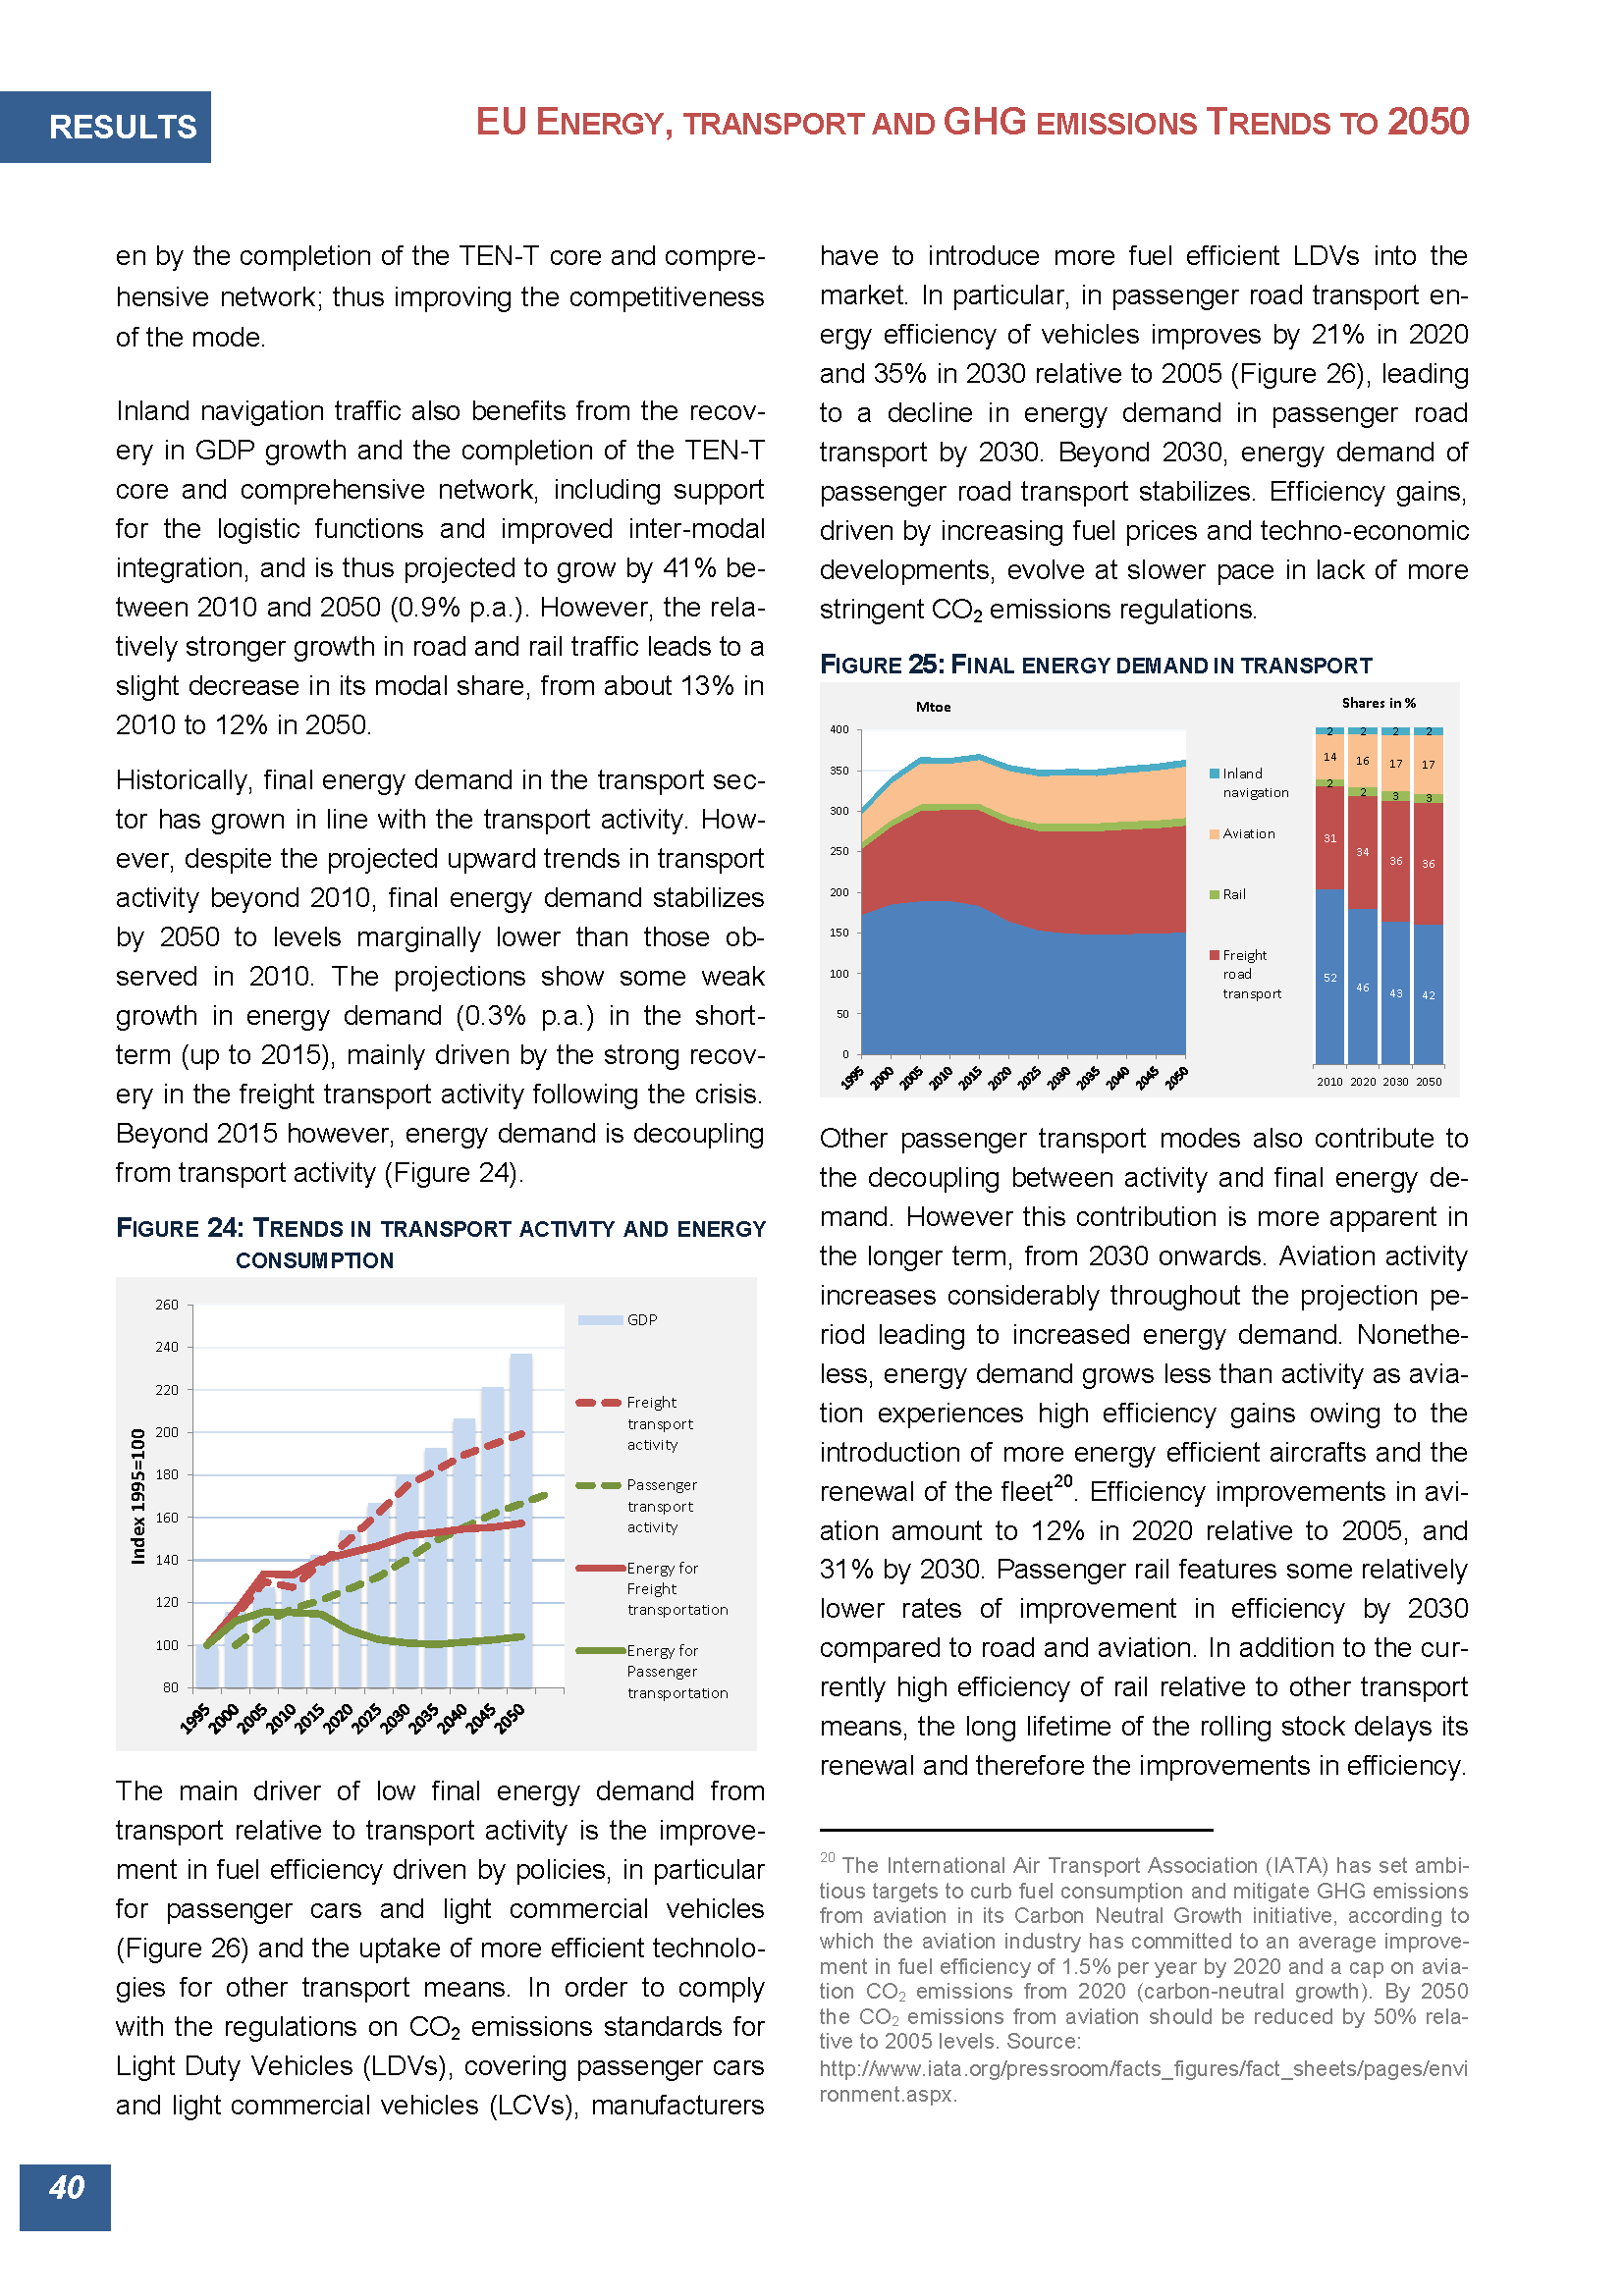 RESULTS
EU ENERGY, TRANSPORT AND GHG EMISSIONS TRENDS TO 2050
en by the completion of the TEN-T core and compre-
hensive network; thus improving the competitiveness
of the mode.
Inland navigation traffic also benefits from the recov-
ery in GDP growth and the completion of the TEN-T
core and comprehensive network, including support
for the logistic functions and improved inter-modal
integration, and is thus projected to grow by 41% be-
tween 2010 and 2050 (0.9% p.a.). However, the rela-
tively stronger growth in road and rail traffic leads to a
slight decrease in its modal share, from about 13% in
2010 to 12% in 2050.
Historically, final energy demand in the transport sec-
tor has grown in line with the transport activity. How-
ever, despite the projected upward trends in transport
activity beyond 2010, final energy demand stabilizes
by 2050 to levels marginally lower than those ob-
served in 2010. The projections show some weak
growth in energy demand (0.3% p.a.) in the short-
term (up to 2015), mainly driven by the strong recov-
ery in the freight transport activity following the crisis.
Beyond 2015 however, energy demand is decoupling
from transport activity (Figure 24).
FIGURE 24: TRENDS IN TRANSPORT ACTIVITY AND ENERGY
CONSUMPTION
Index 1995=100
260
240
220
200
180
160
140
120
100
80
1995 2000 2005 2010 2015 2020 2025 2030 2035 2040 2045 2050
GDP
Freight
transport
activity
Passenger
transport
activity
Energy for
Freight
transportation
Energy for
Passenger
transportation
The main driver of low final energy demand from
transport relative to transport activity is the improve-
ment in fuel efficiency driven by policies, in particular
for passenger cars and light commercial vehicles
(Figure 26) and the uptake of more efficient technolo-
gies for other transport means. In order to comply
with the regulations on CO₂ emissions standards for
Light Duty Vehicles (LDVs), covering passenger cars
and light commercial vehicles (LCVs), manufacturers
have to introduce more fuel efficient LDVs into the
market. In particular, in passenger road transport en-
ergy efficiency of vehicles improves by 21% in 2020
and 35% in 2030 relative to 2005 (Figure 26), leading
to a decline in energy demand in passenger road
transport by 2030. Beyond 2030, energy demand of
passenger road transport stabilizes. Efficiency gains,
driven by increasing fuel prices and techno-economic
developments, evolve at slower pace in lack of more
stringent CO₂ emissions regulations.
FIGURE 25: FINAL ENERGY DEMAND IN TRANSPORT
Mtoe
400
350
300
250
200
150
100
50
0
1995 2000 2005 2010 2015 2020 2025 2030 2035 2040 2045 2050
Inland
navigation
Aviation
Rail
Freight
road
transport
Shares in %
2 2 2 2
14 16 17 17
2 2 3 3
31 34 36 36
52 46 43 42
2010 2020 2030 2050
Other passenger transport modes also contribute to
the decoupling between activity and final energy de-
mand. However this contribution is more apparent in
the longer term, from 2030 onwards. Aviation activity
increases considerably throughout the projection pe-
riod leading to increased energy demand. Nonethe-
less, energy demand grows less than activity as avia-
tion experiences high efficiency gains owing to the
introduction of more energy efficient aircrafts and the
renewal of the fleet²⁰. Efficiency improvements in avi-
ation amount to 12% in 2020 relative to 2005, and
31% by 2030. Passenger rail features some relatively
lower rates of improvement in efficiency by 2030
compared to road and aviation. In addition to the cur-
rently high efficiency of rail relative to other transport
means, the long lifetime of the rolling stock delays its
renewal and therefore the improvements in efficiency.
²⁰ The International Air Transport Association (IATA) has set ambi-
tious targets to curb fuel consumption and mitigate GHG emissions
from aviation in its Carbon Neutral Growth initiative, according to
which the aviation industry has committed to an average improve-
ment in fuel efficiency of 1.5% per year by 2020 and a cap on avia-
tion CO₂ emissions from 2020 (carbon-neutral growth). By 2050
the CO₂ emissions from aviation should be reduced by 50% rela-
tive to 2005 levels. Source:
http://www.iata.org/pressroom/facts_figures/fact_sheets/pages/envi
ronment.aspx.
40